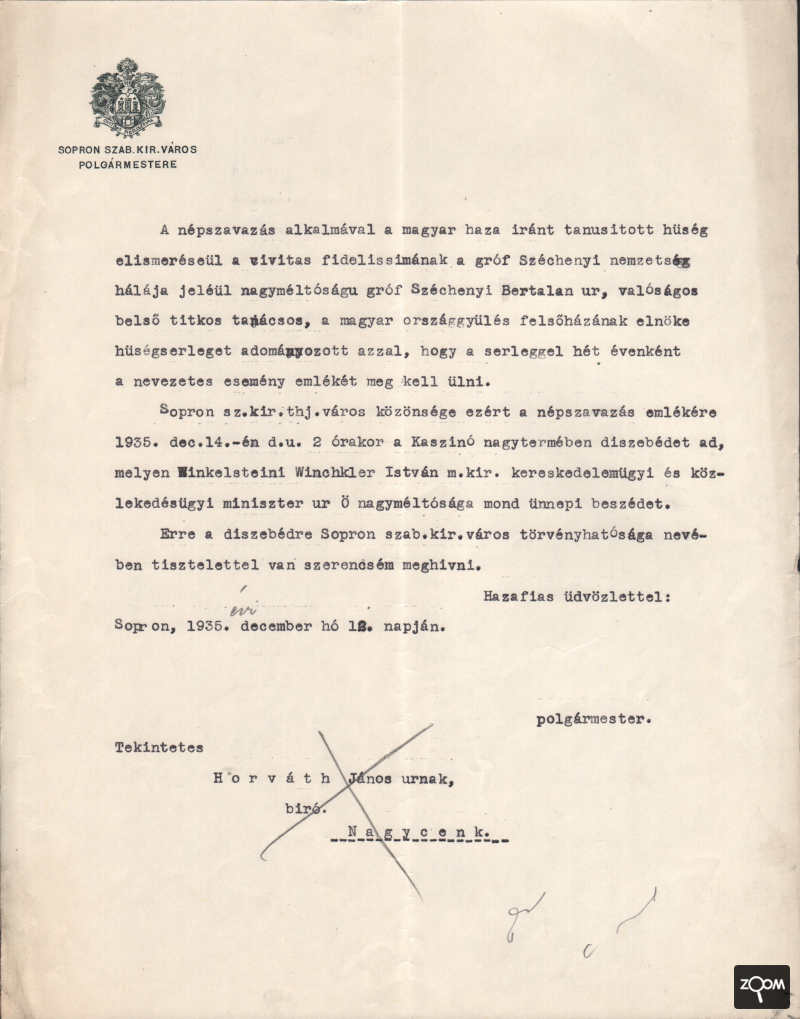 SOPRON SZAB. KIR. VÁROS
POLGÁRMESTERE
A népszavazás alkalmával a magyar haza iránt tanusitott hüség
elismeréseül a civitas fidelissimának a gróf Széchenyi nemzetség
hálája jeléül nagyméltóságu gróf Széchenyi Bertalan ur, valóságos
belső titkos tanácsos, a magyar országgyülés felsőházának elnöke
hüségserleget adományozott azzal, hogy a serleggel hét évenként
a nevezetes esemény emlékét meg kell ülni.
Sopron sz.kir.thj.város közönsége ezért a népszavazás emlékére
1935. dec.14.-én d.u. 2 órakor a Kaszinó nagytermében diszebédet ad,
melyen Winkelsteini Winchkler István m.kir. kereskedelemügyi és köz-
lekedésügyi miniszter ur Ö nagyméltósága mond ünnepi beszédet.
Erre a diszebédre Sopron szab.kir.város törvényhatósága nevé-
ben tisztelettel van szerencsém meghivni.
Hazafias üdvözlettel:
évi
Sopron, 1935. december hó 12. napján.
polgármester.
Tekintetes
Horváth János urnak,
biró.
Nagycenk.
ZOOM